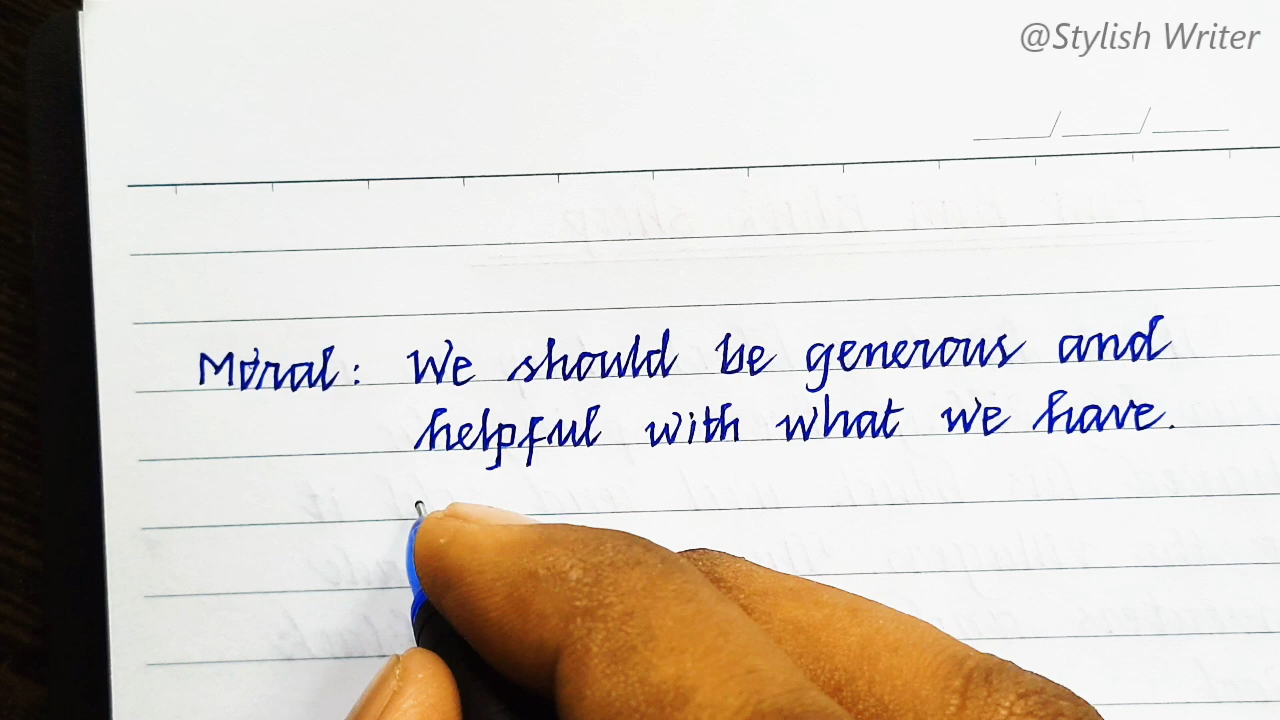 @Stylish Writer
Moral: We should be generous and
helpful with what we have.